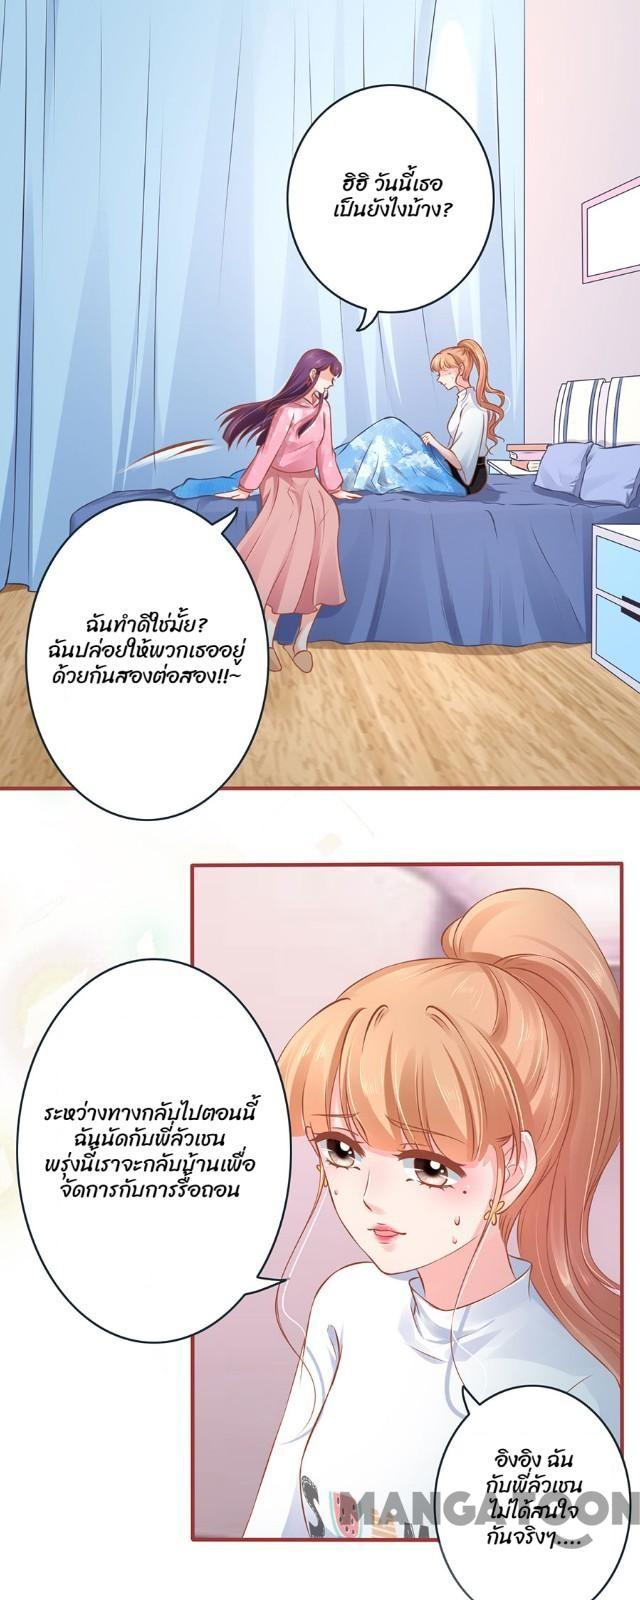 ฮิฮิ วันนี้เธอ
เป็นยังไงบ้าง?
ฉันทำดีใช่มั้ย?
ฉันปล่อยให้พวกเธออยู่
ด้วยกันสองต่อสอง!!~
ระหว่างทางกลับไปตอนนี้
ฉันนัดกับพี่ลัวเชน
พรุ่งนี้เราจะกลับบ้านเพื่อ
จัดการกับการรื้อถอน
อิงอิง ฉัน
กับพี่ลัวเชน
ไม่ได้สนใจ
กันจริงๆ....
MANGATOON